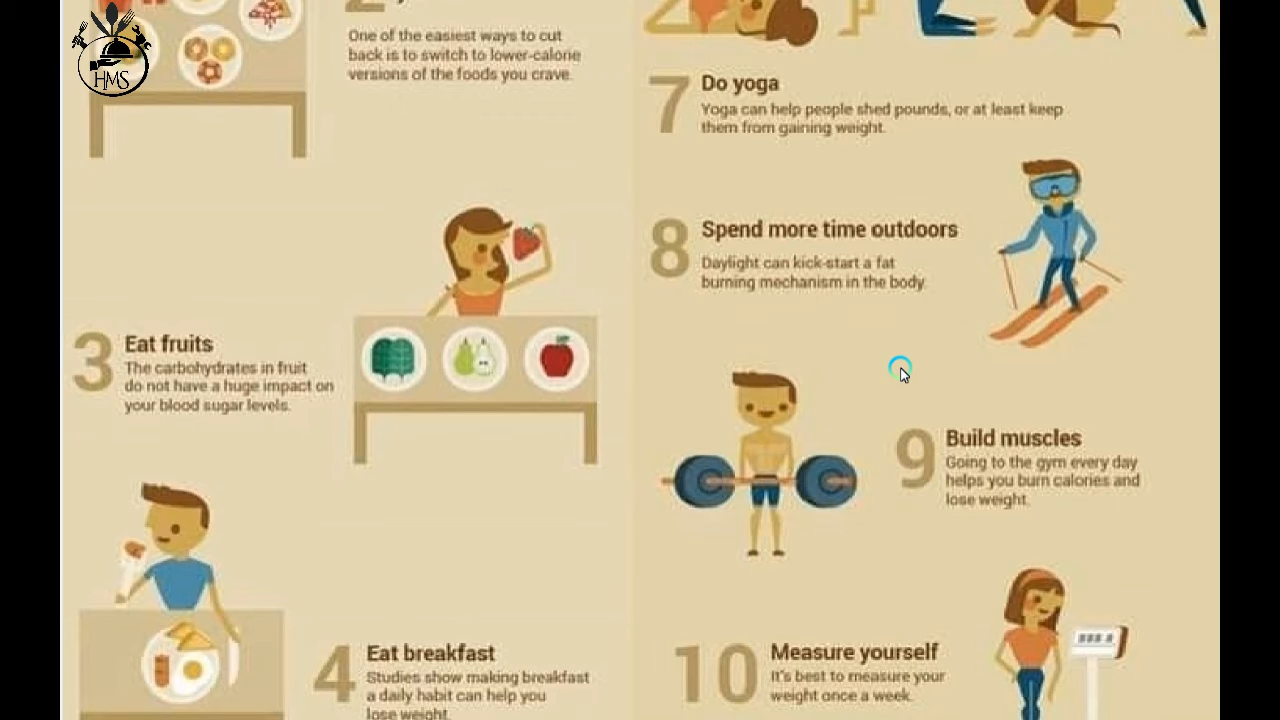 HMS
2
One of the easiest ways to cut
back is to switch to lower-calorie
versions of the foods you crave.
3
Eat fruits
The carbohydrates in fruit
do not have a huge impact on
your blood sugar levels.
4
Eat breakfast
Studies show making breakfast
a daily habit can help you
lose weight.
7
Do yoga
Yoga can help people shed pounds, or at least keep
them from gaining weight.
8
Spend more time outdoors
Daylight can kick-start a fat
burning mechanism in the body.
9
Build muscles
Going to the gym every day
helps you burn calories and
lose weight.
10
Measure yourself
It's best to measure your
weight once a week.